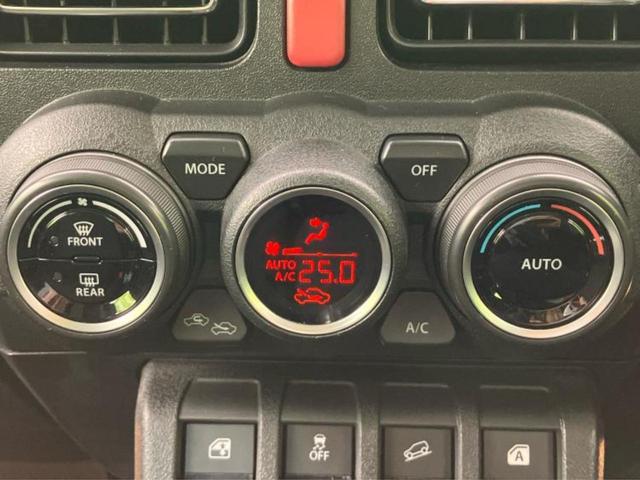 MODE
OFF
FRONT
REAR
AUTO
A/C
25.0
AUTO
A/C
OFF
A